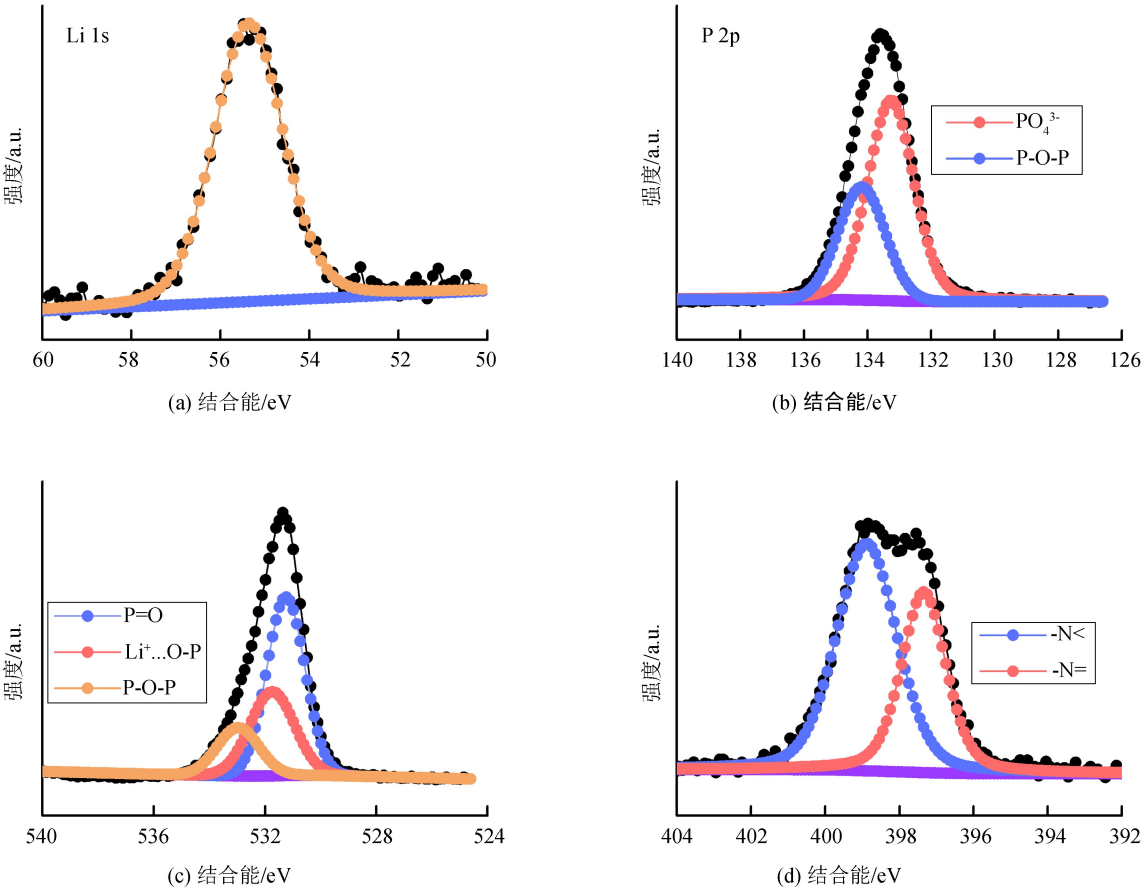 Li 1s
强度/a.u.
60 58 56 54 52 50
(a) 结合能/eV
P 2p
PO₄³⁻
P-O-P
强度/a.u.
140 138 136 134 132 130 128 126
(b) 结合能/eV
P=O
Li⁺...O-P
P-O-P
强度/a.u.
540 536 532 528 524
(c) 结合能/eV
-N<
-N=
强度/a.u.
404 402 400 398 396 394 392
(d) 结合能/eV